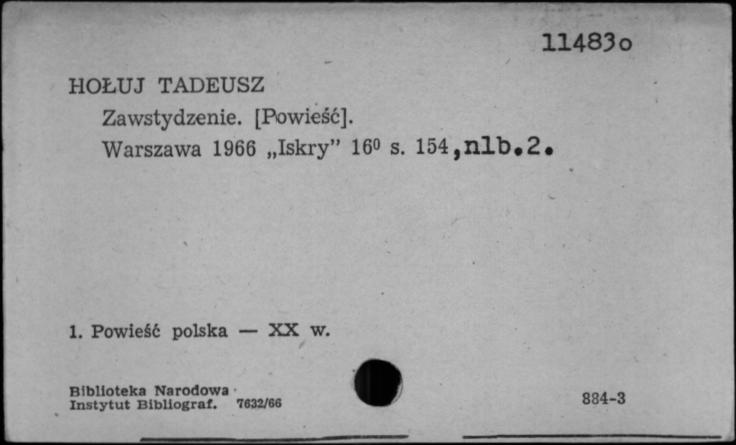 114830
HOŁUJ TADEUSZ
Zawstydzenie. [Powieść].
Warszawa 1966 „Iskry” 16⁰ s. 154,nlb.2.
1. Powieść polska — XX w.
Biblioteka Narodowa
Instytut Bibliograf. 7632/66
884-3